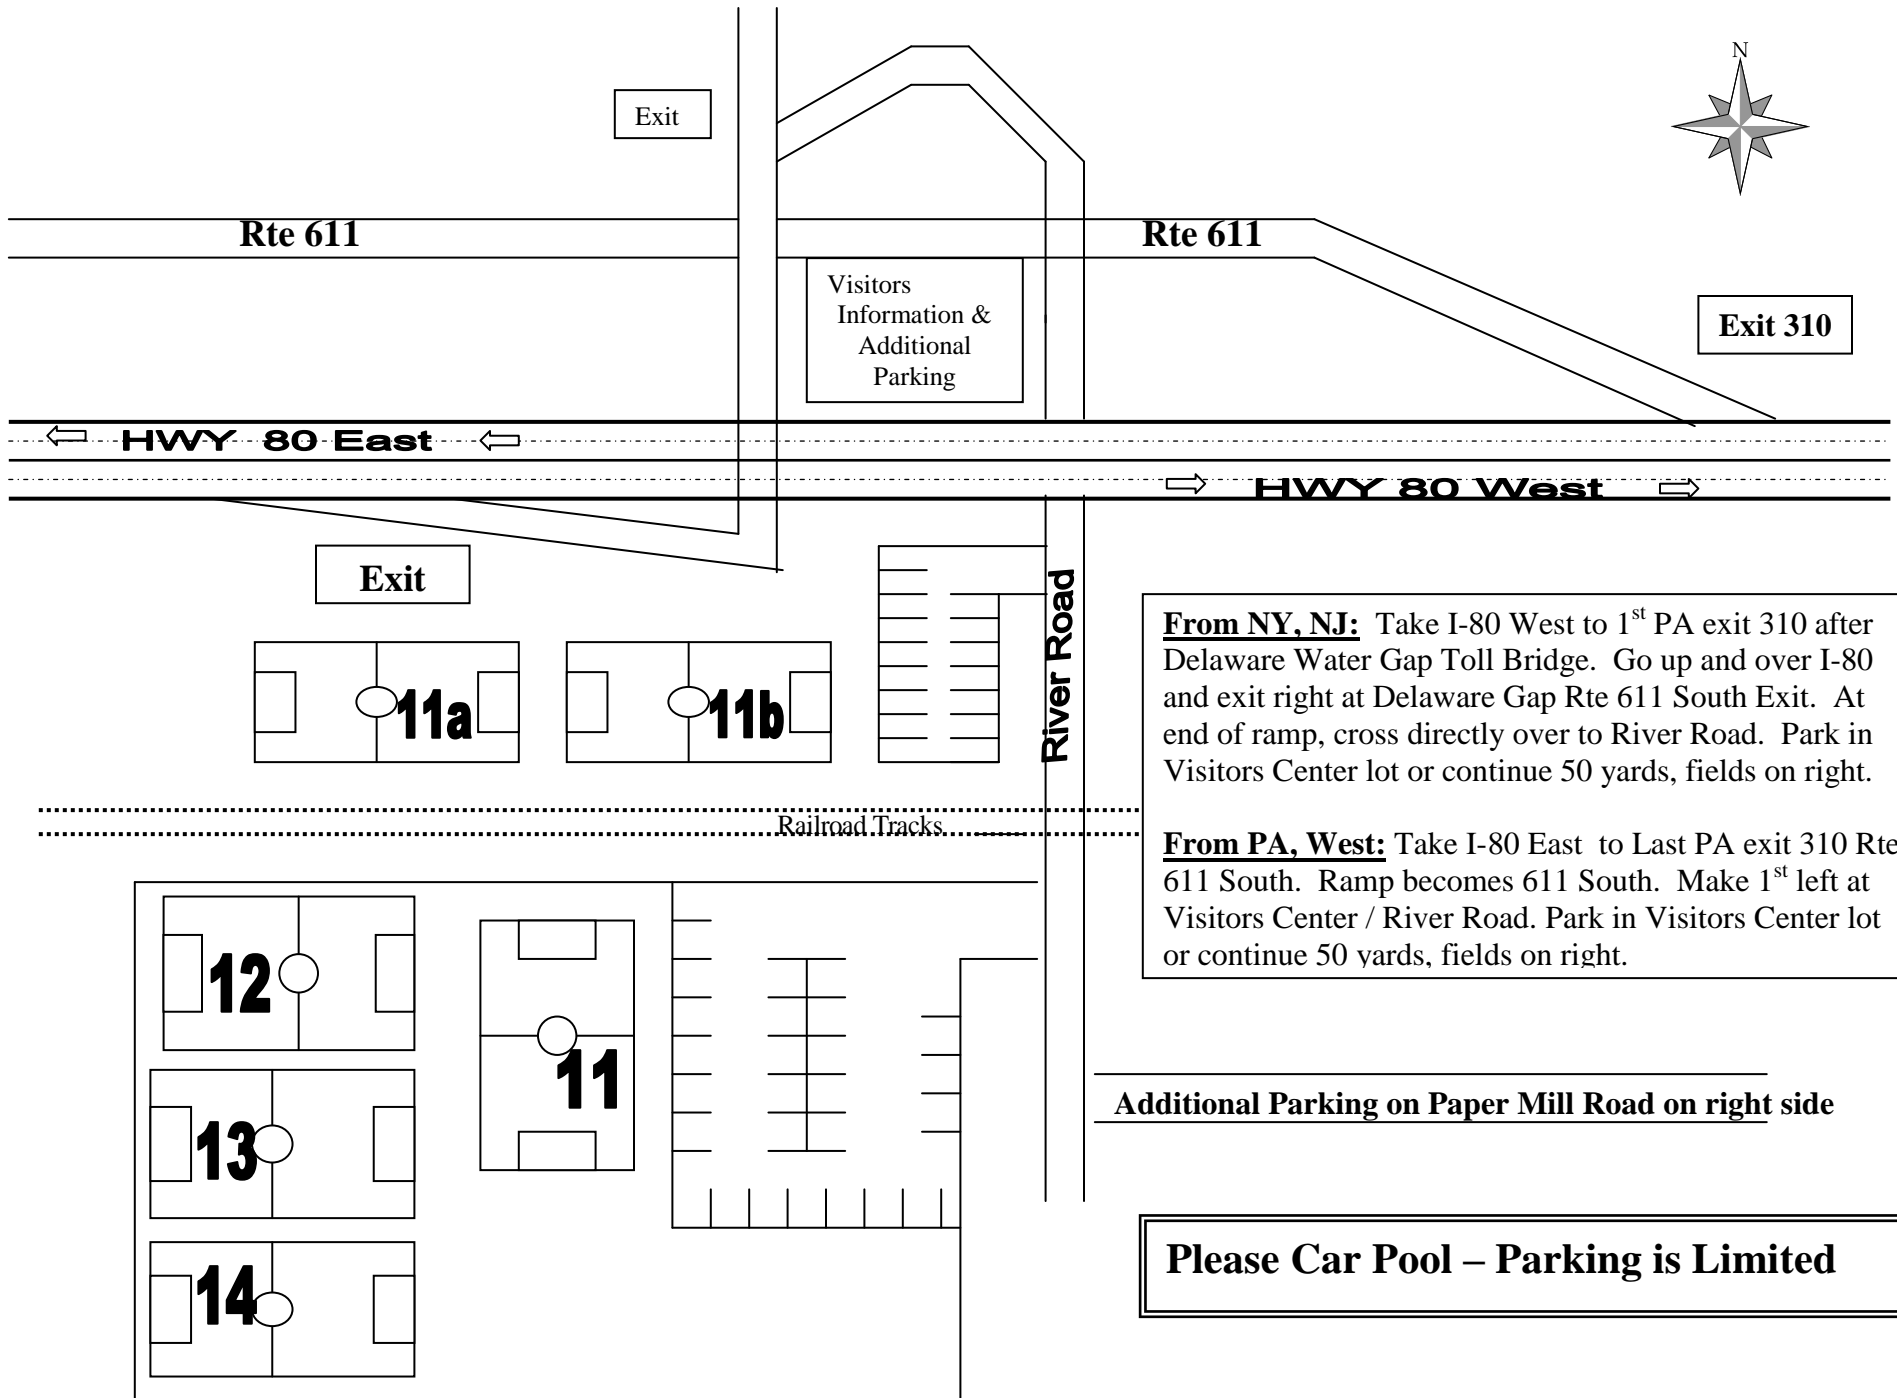 N
Exit
Rte 611
Rte 611
Visitors
Information &
Additional
Parking
Exit 310
HWY 80 East
HWY 80 West
Exit
River Road
11a
11b
From NY, NJ: Take I-80 West to 1st PA exit 310 after
Delaware Water Gap Toll Bridge. Go up and over I-80
and exit right at Delaware Gap Rte 611 South Exit. At
end of ramp, cross directly over to River Road. Park in
Visitors Center lot or continue 50 yards, fields on right.
Railroad Tracks
From PA, West: Take I-80 East to Last PA exit 310 Rte
611 South. Ramp becomes 611 South. Make 1st left at
Visitors Center / River Road. Park in Visitors Center lot
or continue 50 yards, fields on right.
12
11
13
14
Additional Parking on Paper Mill Road on right side
Please Car Pool – Parking is Limited